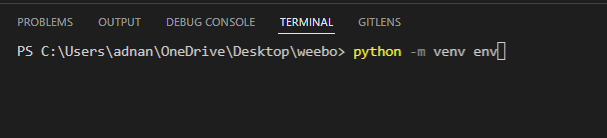 PROBLEMS OUTPUT DEBUG CONSOLE TERMINAL GITLENS
PS C:\Users\adnan\OneDrive\Desktop\weebo> python -m venv env